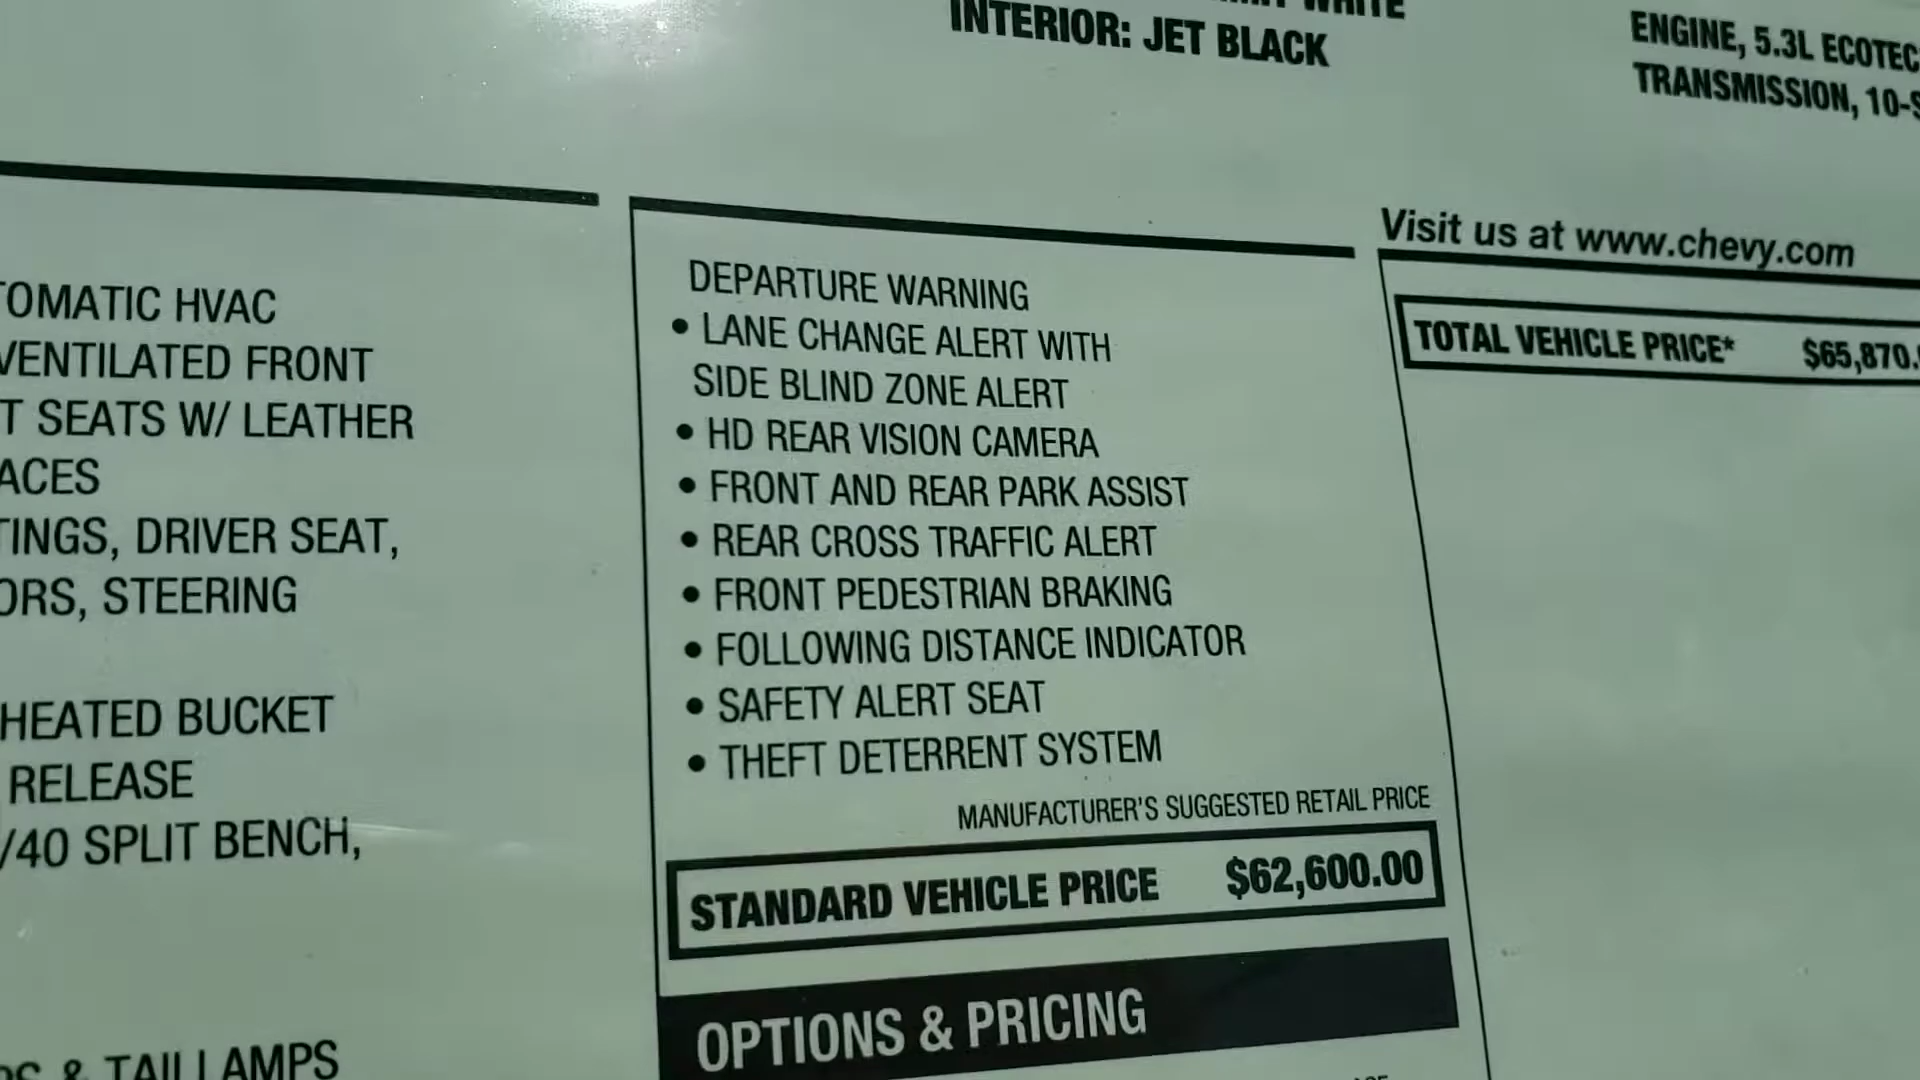 WHITE
INTERIOR: JET BLACK
ENGINE, 5.3L ECOTEC
TRANSMISSION, 10-S
HVAC
VENTILATED FRONT
SEATS W/ LEATHER
DRIVER SEAT,
STEERING
HEATED BUCKET
RELEASE
/40 SPLIT BENCH,
& TAILLAMPS
DEPARTURE WARNING
• LANE CHANGE ALERT WITH
SIDE BLIND ZONE ALERT
• HD REAR VISION CAMERA
• FRONT AND REAR PARK ASSIST
• REAR CROSS TRAFFIC ALERT
• FRONT PEDESTRIAN BRAKING
• FOLLOWING DISTANCE INDICATOR
• SAFETY ALERT SEAT
• THEFT DETERRENT SYSTEM
MANUFACTURER'S SUGGESTED RETAIL PRICE
STANDARD VEHICLE PRICE $62,600.00
OPTIONS & PRICING
Visit us at www.chevy.com
TOTAL VEHICLE PRICE* $65,870.